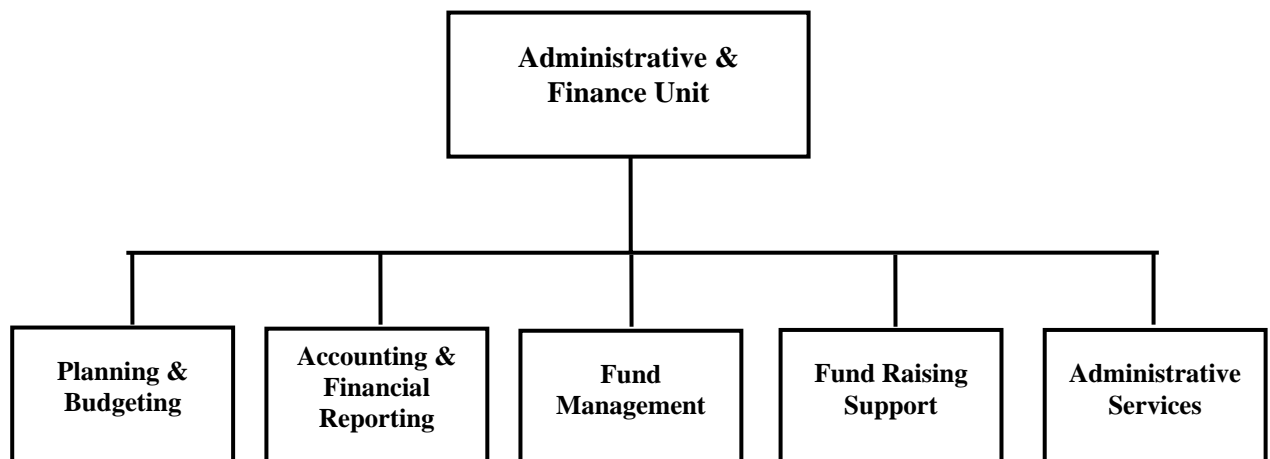 Administrative &
Finance Unit
Planning &
Budgeting
Accounting &
Financial
Reporting
Fund
Management
Fund Raising
Support
Administrative
Services